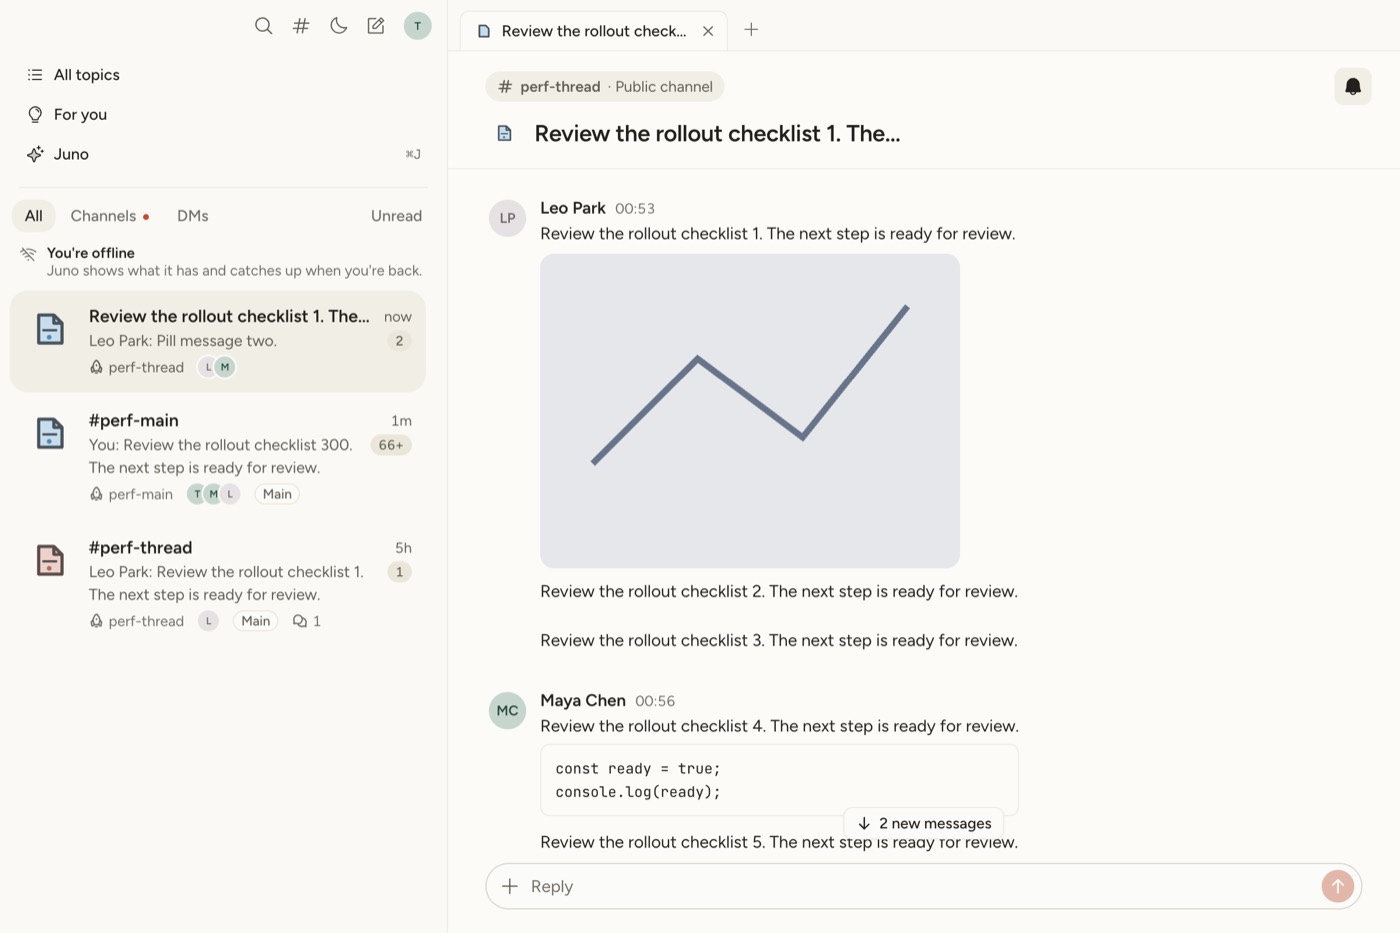 T
All topics
For you
Juno
⌘J
All
Channels
DMs
Unread
You're offline
Juno shows what it has and catches up when you're back.
Review the rollout checklist 1. The...
now
Leo Park: Pill message two.
2
perf-thread
L
M
#perf-main
1m
You: Review the rollout checklist 300.
66+
The next step is ready for review.
perf-main
T
M
L
Main
#perf-thread
5h
Leo Park: Review the rollout checklist 1.
1
The next step is ready for review.
perf-thread
L
Main
1
Review the rollout check...
# perf-thread · Public channel
Review the rollout checklist 1. The...
LP
Leo Park 00:53
Review the rollout checklist 1. The next step is ready for review.
Review the rollout checklist 2. The next step is ready for review.
Review the rollout checklist 3. The next step is ready for review.
MC
Maya Chen 00:56
Review the rollout checklist 4. The next step is ready for review.
const ready = true;
console.log(ready);
2 new messages
Review the rollout checklist 5. The next step is ready for review.
Reply